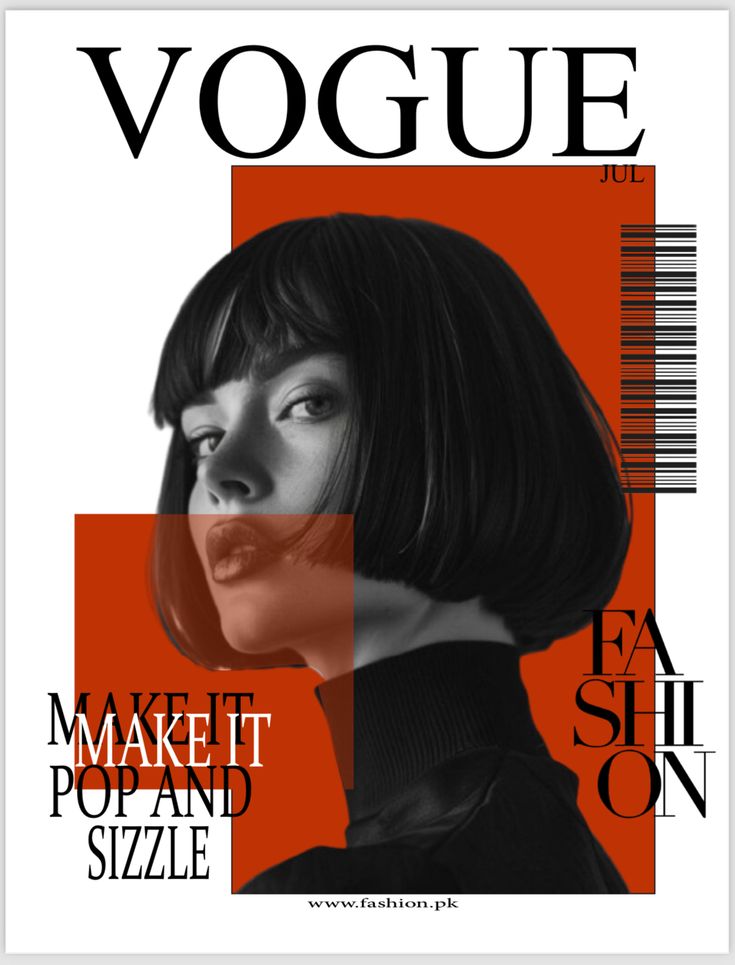 VOGUE
JUL
FA
SHI
ON
MAKE IT
MAKE IT
POP AND
SIZZLE
www.fashion.pk